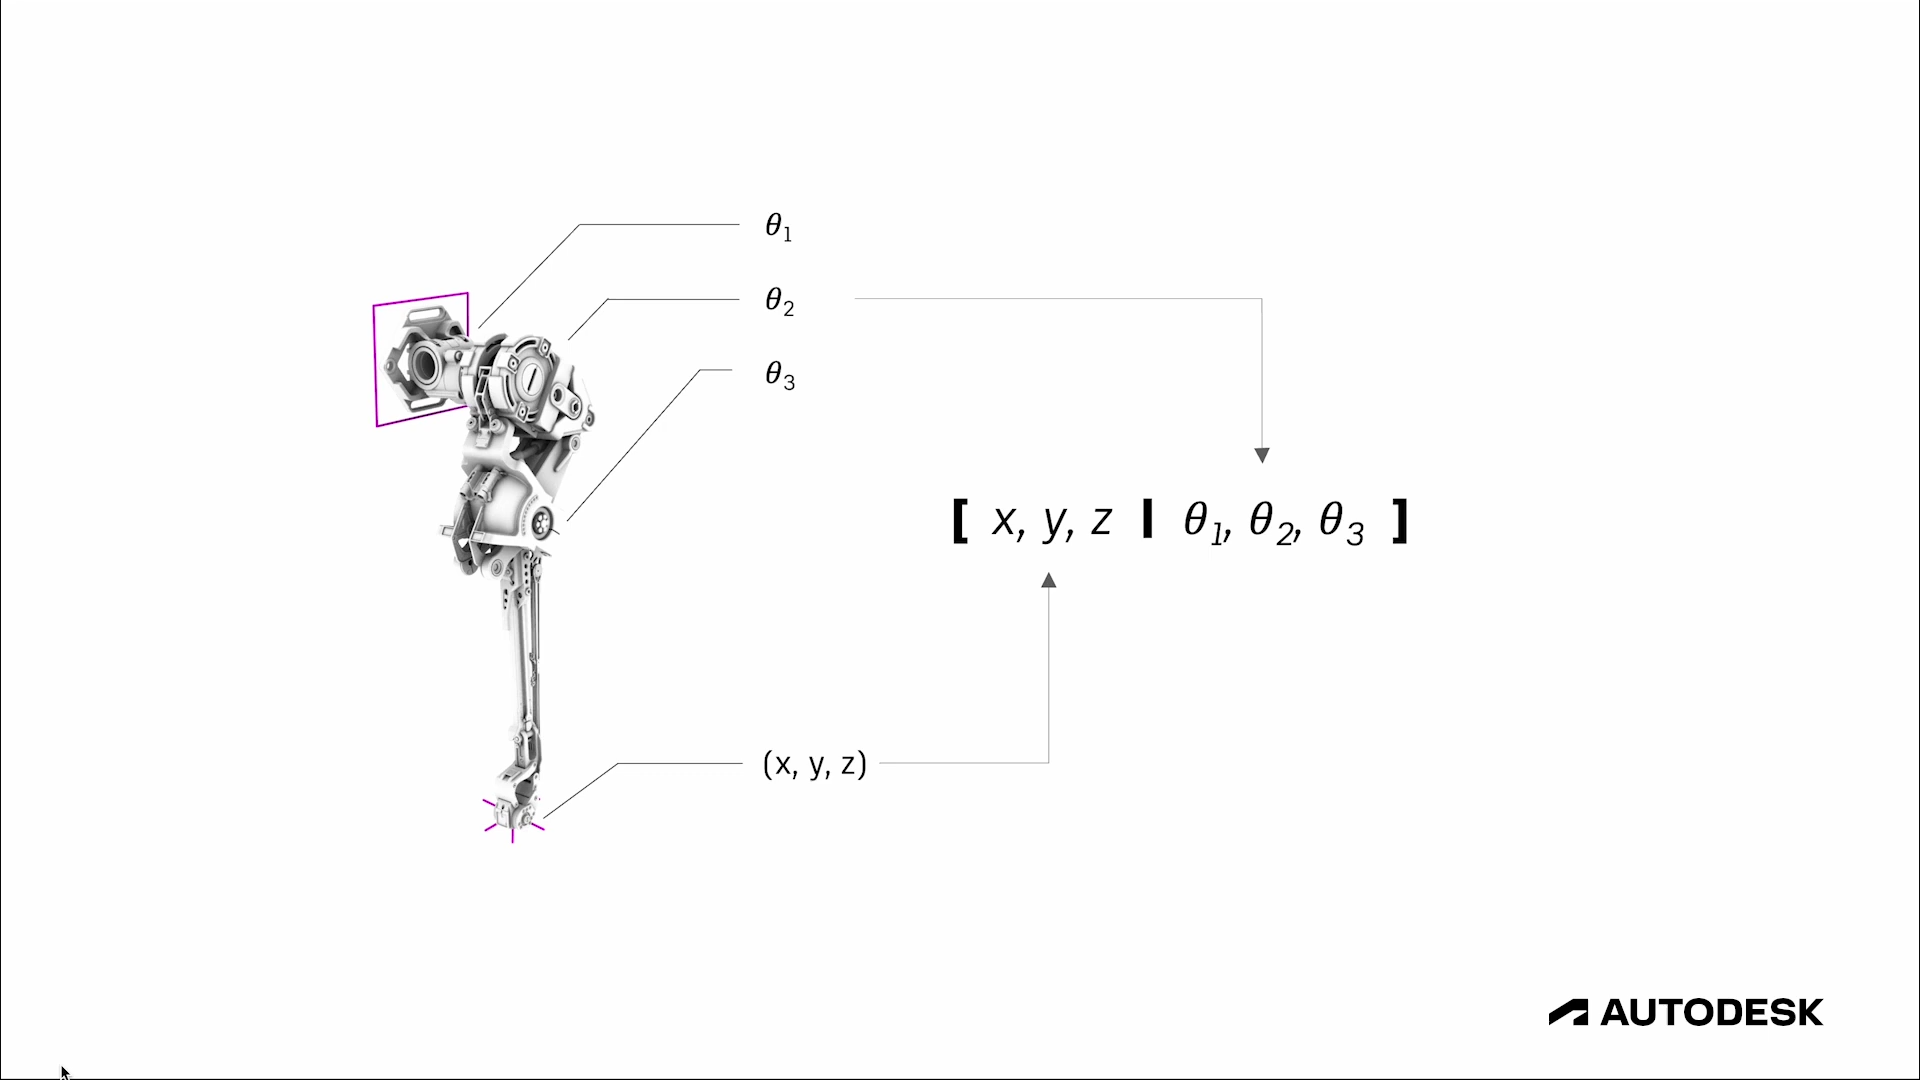 θ1
θ2
θ3
[ x, y, z | θ1, θ2, θ3 ]
(x, y, z)
AUTODESK